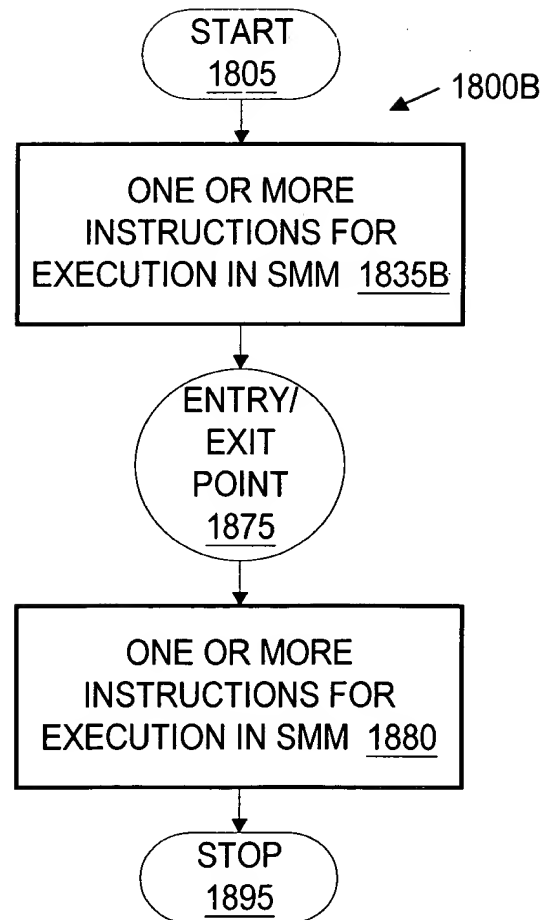 START
1805
1800B
ONE OR MORE
INSTRUCTIONS FOR
EXECUTION IN SMM 1835B
ENTRY/
EXIT
POINT
1875
ONE OR MORE
INSTRUCTIONS FOR
EXECUTION IN SMM 1880
STOP
1895